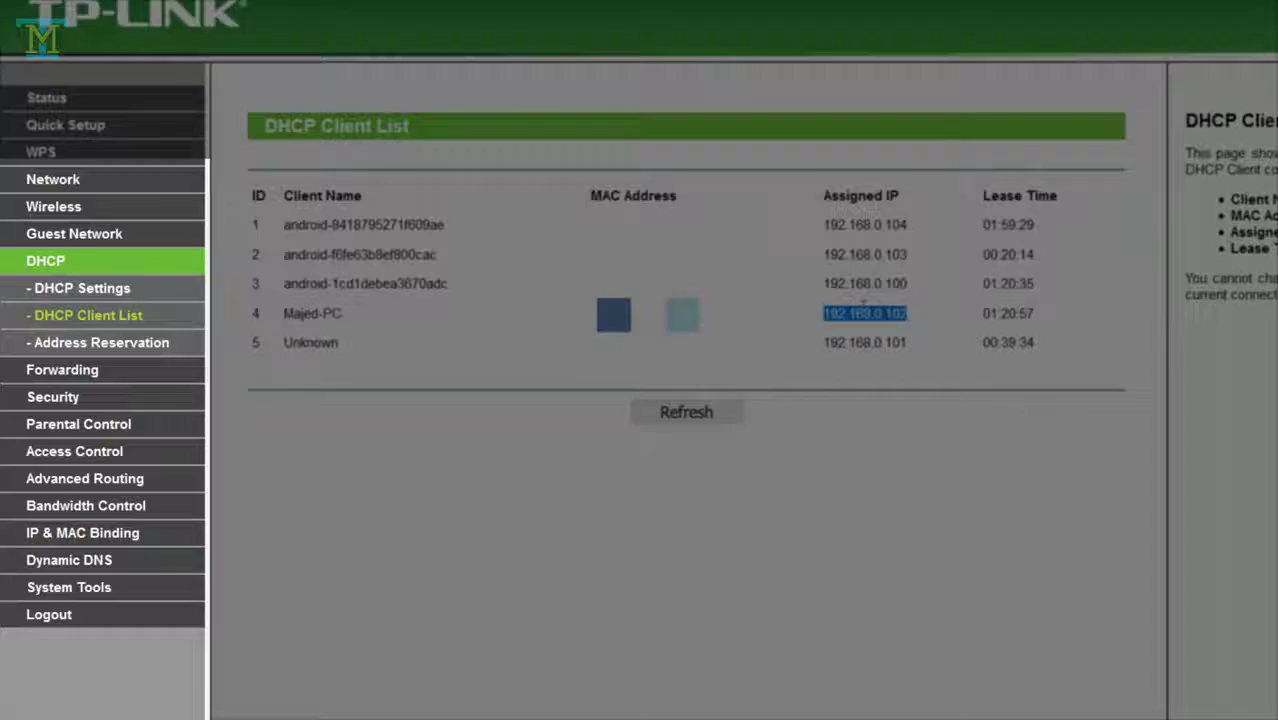 TP-LINK
M
Status
Quick Setup
WPS
Network
Wireless
Guest Network
DHCP
- DHCP Settings
- DHCP Client List
- Address Reservation
Forwarding
Security
Parental Control
Access Control
Advanced Routing
Bandwidth Control
IP & MAC Binding
Dynamic DNS
System Tools
Logout
DHCP Client List
ID Client Name MAC Address Assigned IP Lease Time
1 android-8418795271f609ae 192.168.0.104 01:59:29
2 android-f6fe63b8ef800cac 192.168.0.103 00:20:14
3 android-1cd1debea3670adc 192.168.0.100 01:20:35
4 Majed-PC 192.168.0.102 01:20:57
5 Unknown 192.168.0.101 00:39:34
Refresh
DHCP Clie
This page show
DHCP Client co
• Client N
• MAC Ad
• Assigne
• Lease T
You cannot cha
current connect